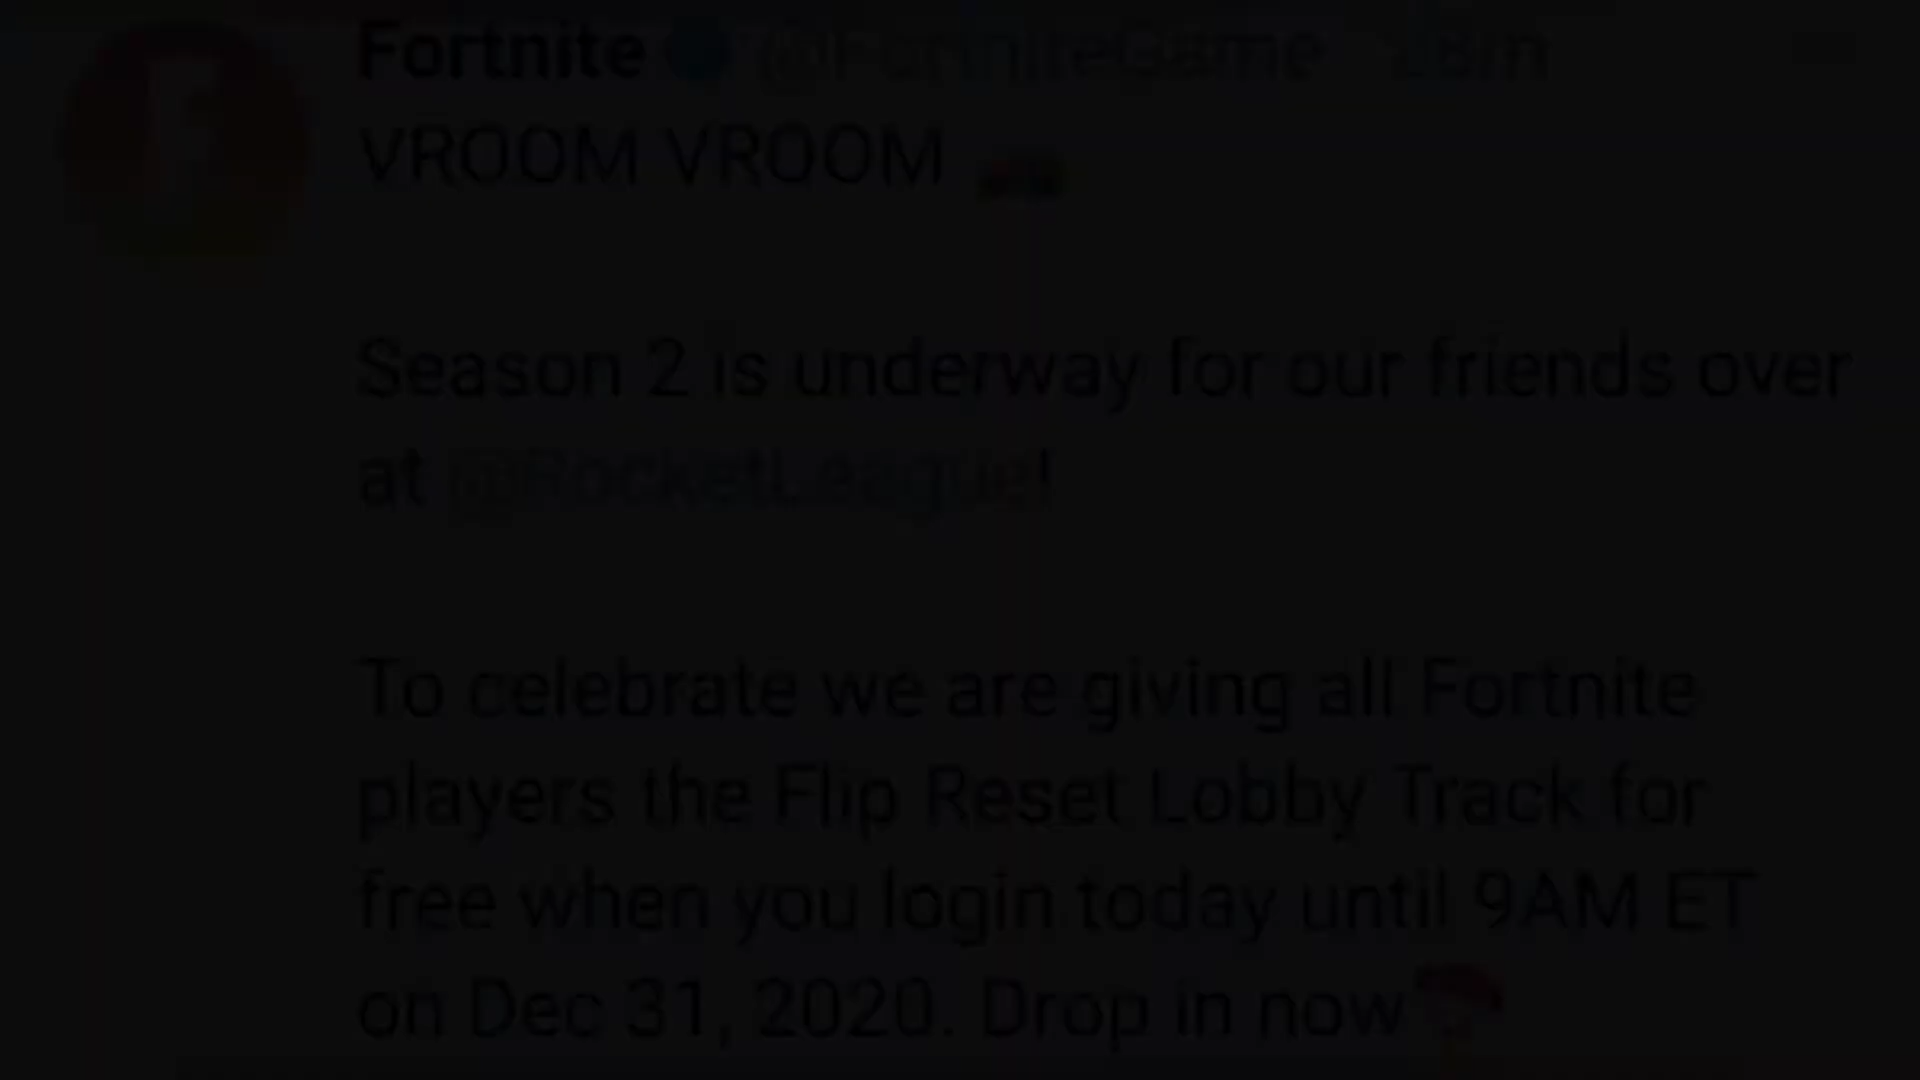 Fortnite @FortniteGame · 18m
VROOM VROOM 🚗
Season 2 is underway for our friends over
at @RocketLeague!
To celebrate we are giving all Fortnite
players the Flip Reset Lobby Track for
free when you login today until 9AM ET
on Dec 31, 2020. Drop in now